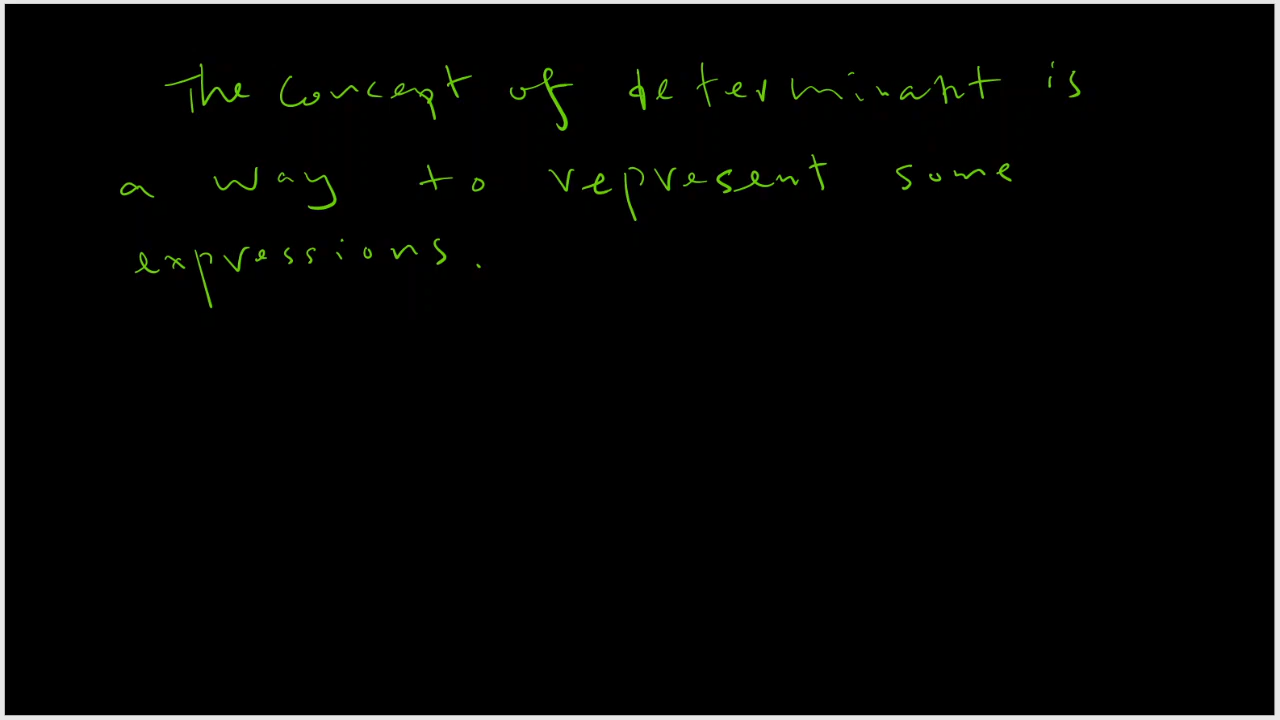 The concept of determinant is
a way to represent some
expressions.